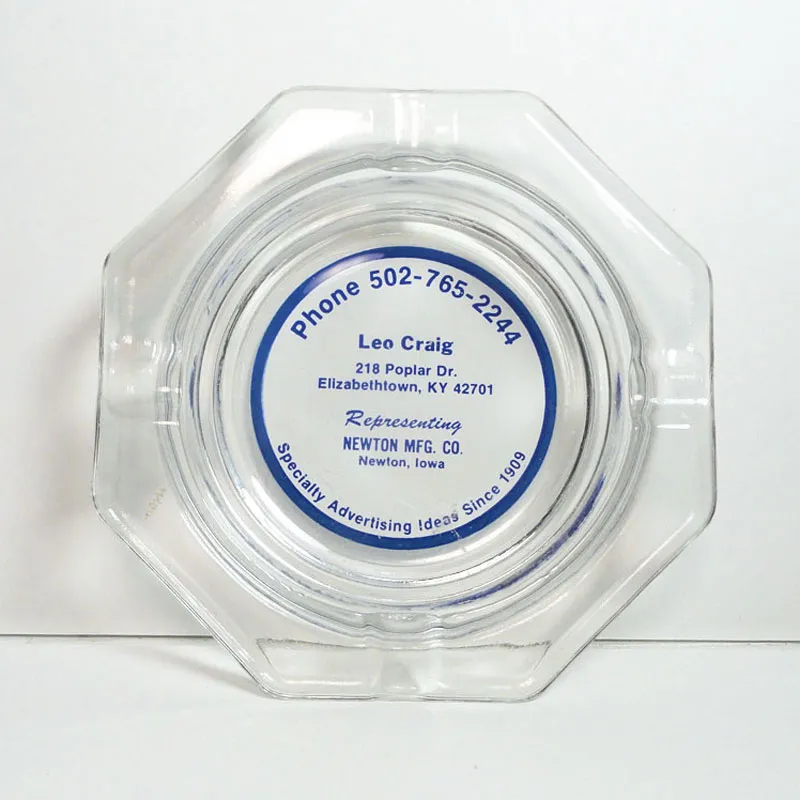 Phone 502-765-2244
Leo Craig
218 Poplar Dr.
Elizabethtown, KY 42701
Representing
NEWTON MFG. CO.
Newton, Iowa
Specialty Advertising Ideas Since 1909